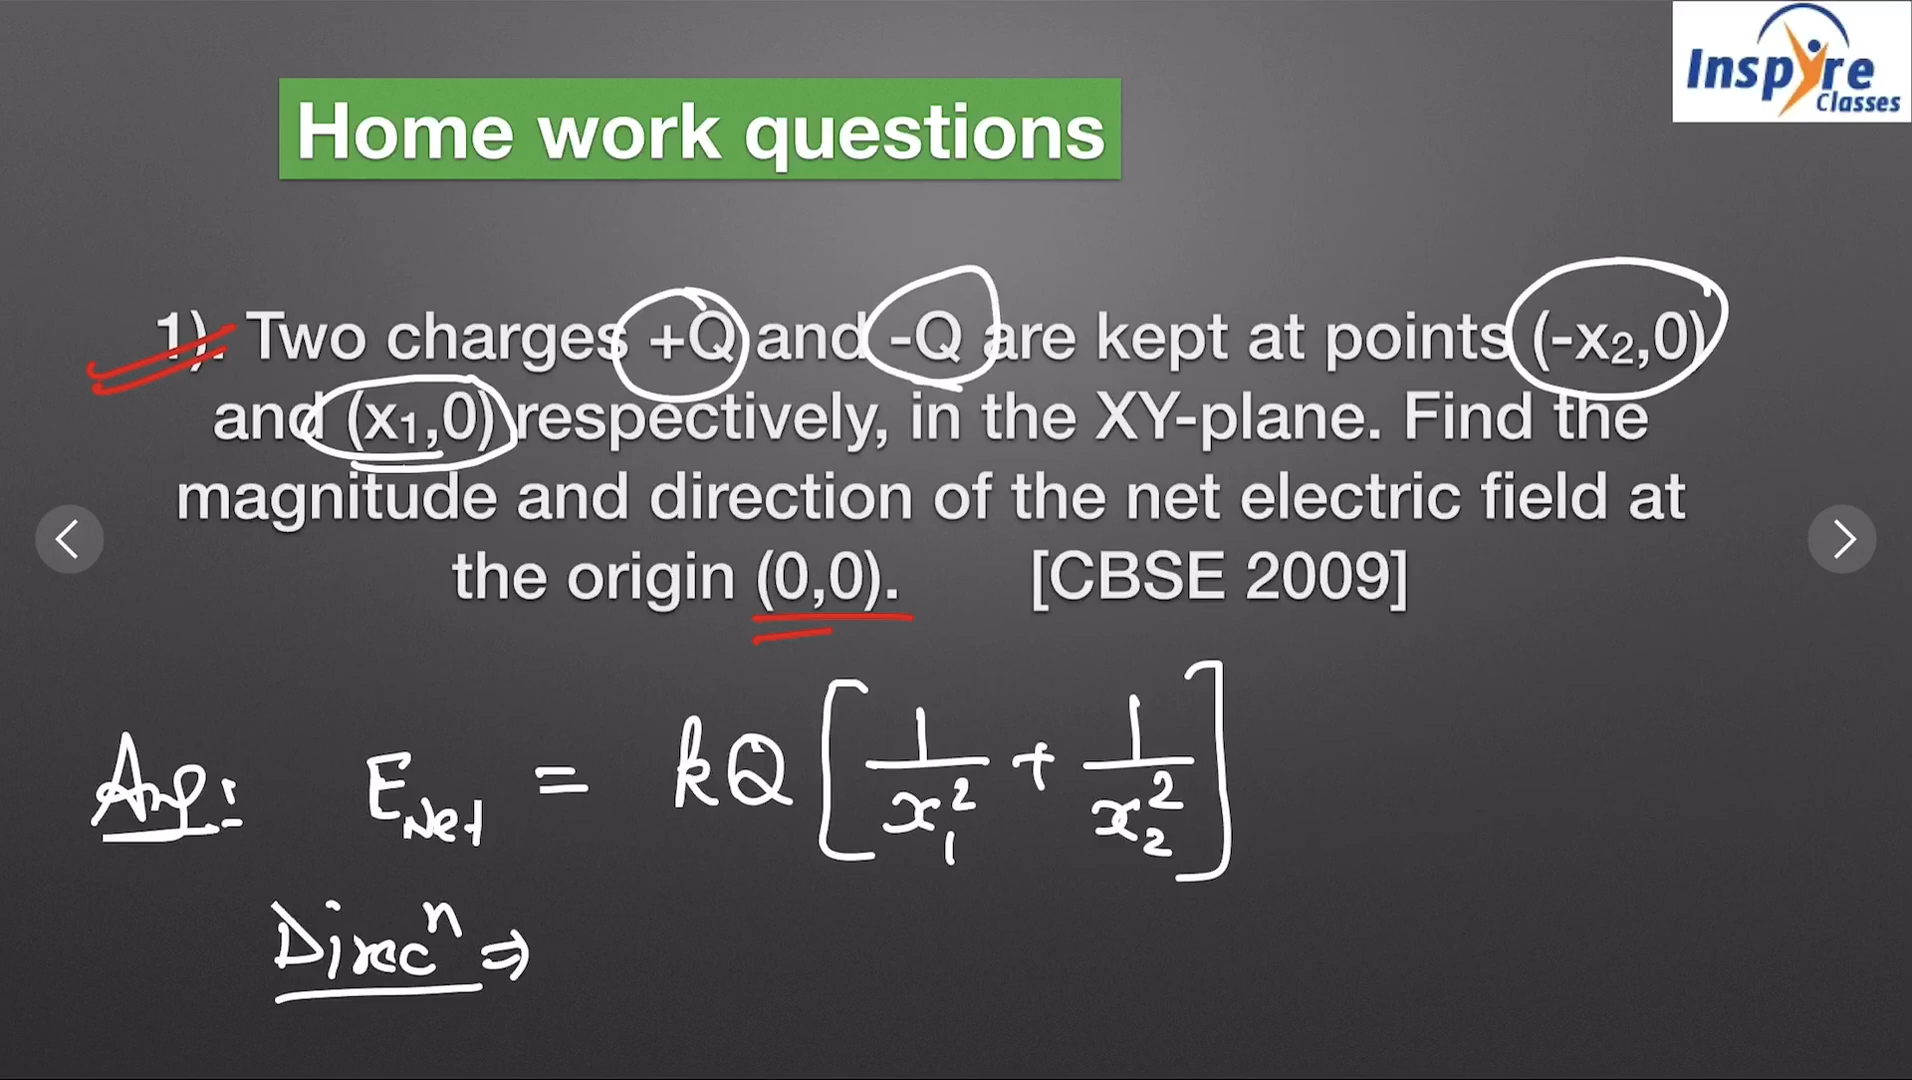 Inspyre
Classes
Home work questions
1). Two charges +Q and -Q are kept at points (-x₂,0)
and (x₁,0) respectively, in the XY-plane. Find the
magnitude and direction of the net electric field at
the origin (0,0). [CBSE 2009]
Ans: E_Net = kQ [1/x₁² + 1/x₂²]
Direcⁿ ⇒